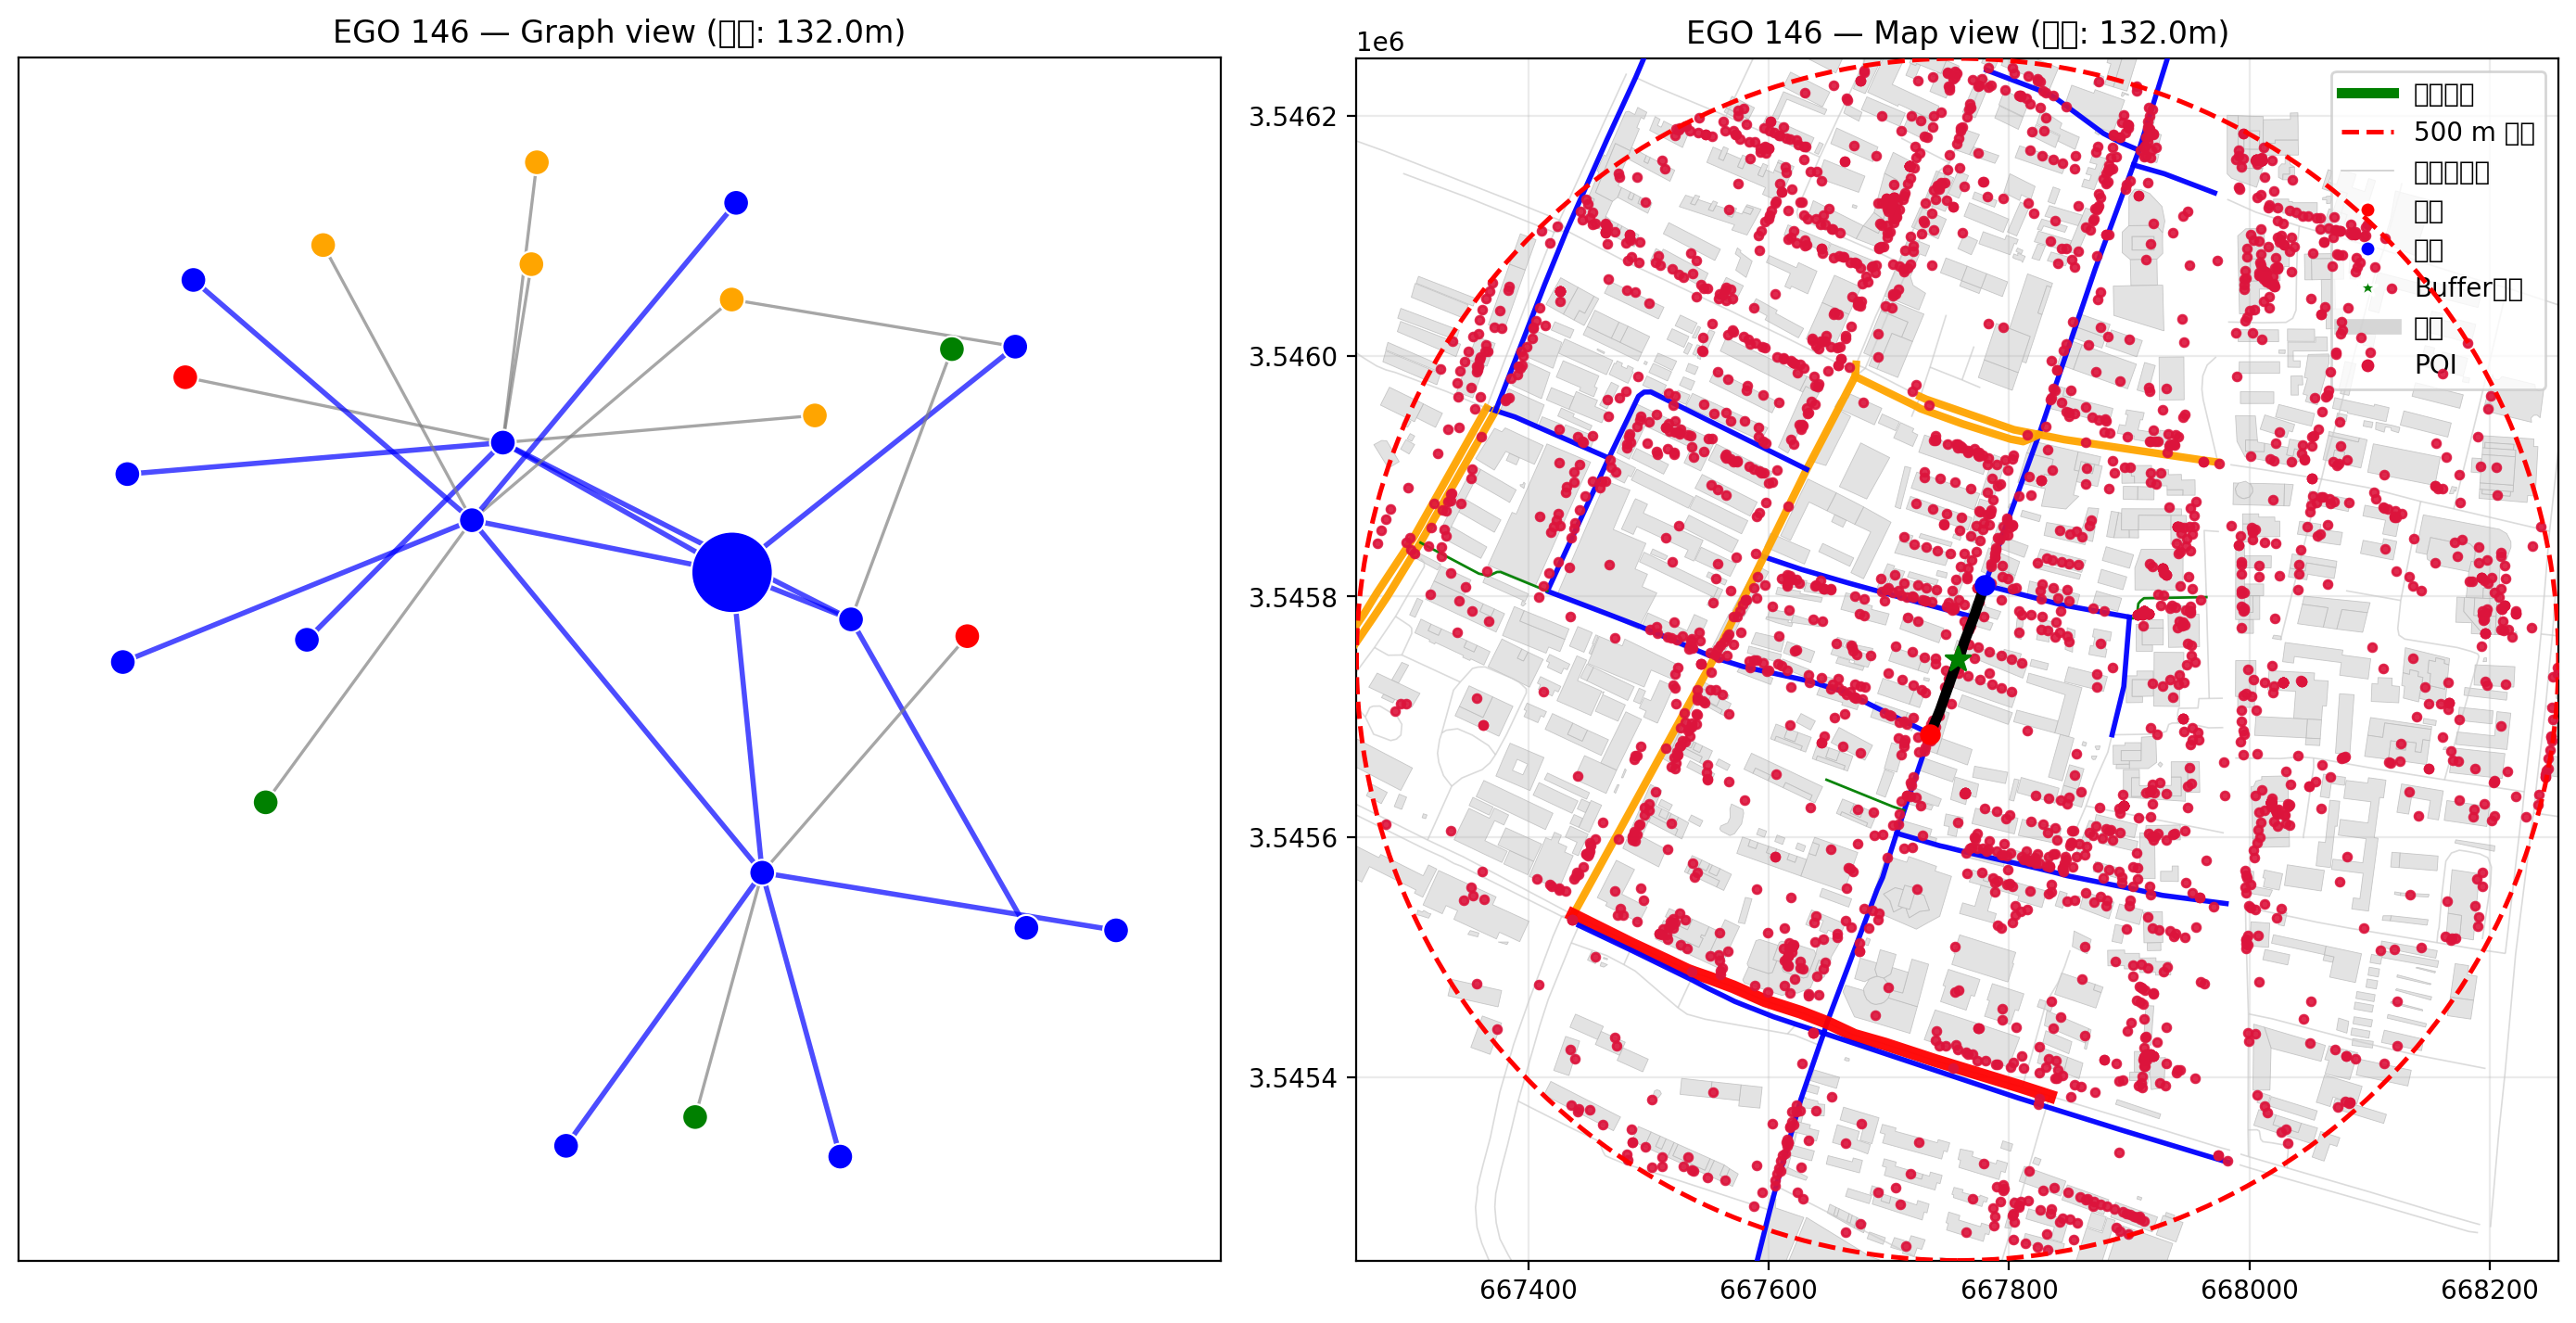 EGO 146 — Graph view (▯▯: 132.0m)
EGO 146 — Map view (▯▯: 132.0m)
1e6
3.5462
3.5460
3.5458
3.5456
3.5454
667400
667600
667800
668000
668200
▯▯▯▯
500 m ▯▯
▯▯▯▯▯
▯▯
▯▯
Buffer▯▯
▯▯
POI